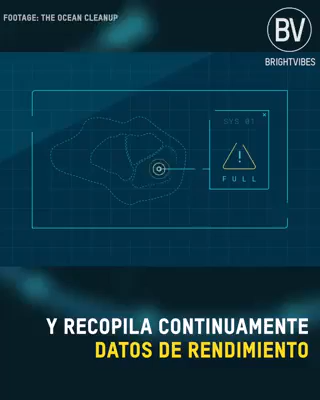 FOOTAGE: THE OCEAN CLEANUP
BV
BRIGHTVIBES
SYS 01
!
FULL
Y RECOPILA CONTINUAMENTE
DATOS DE RENDIMIENTO